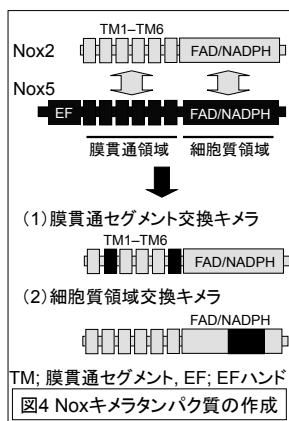 TM1–TM6
Nox2
FAD/NADPH
Nox5
EF
FAD/NADPH
膜貫通領域 細胞質領域
(1)膜貫通セグメント交換キメラ
TM1–TM6
FAD/NADPH
(2)細胞質領域交換キメラ
FAD/NADPH
TM; 膜貫通セグメント, EF; EFハンド
図4 Noxキメラタンパク質の作成